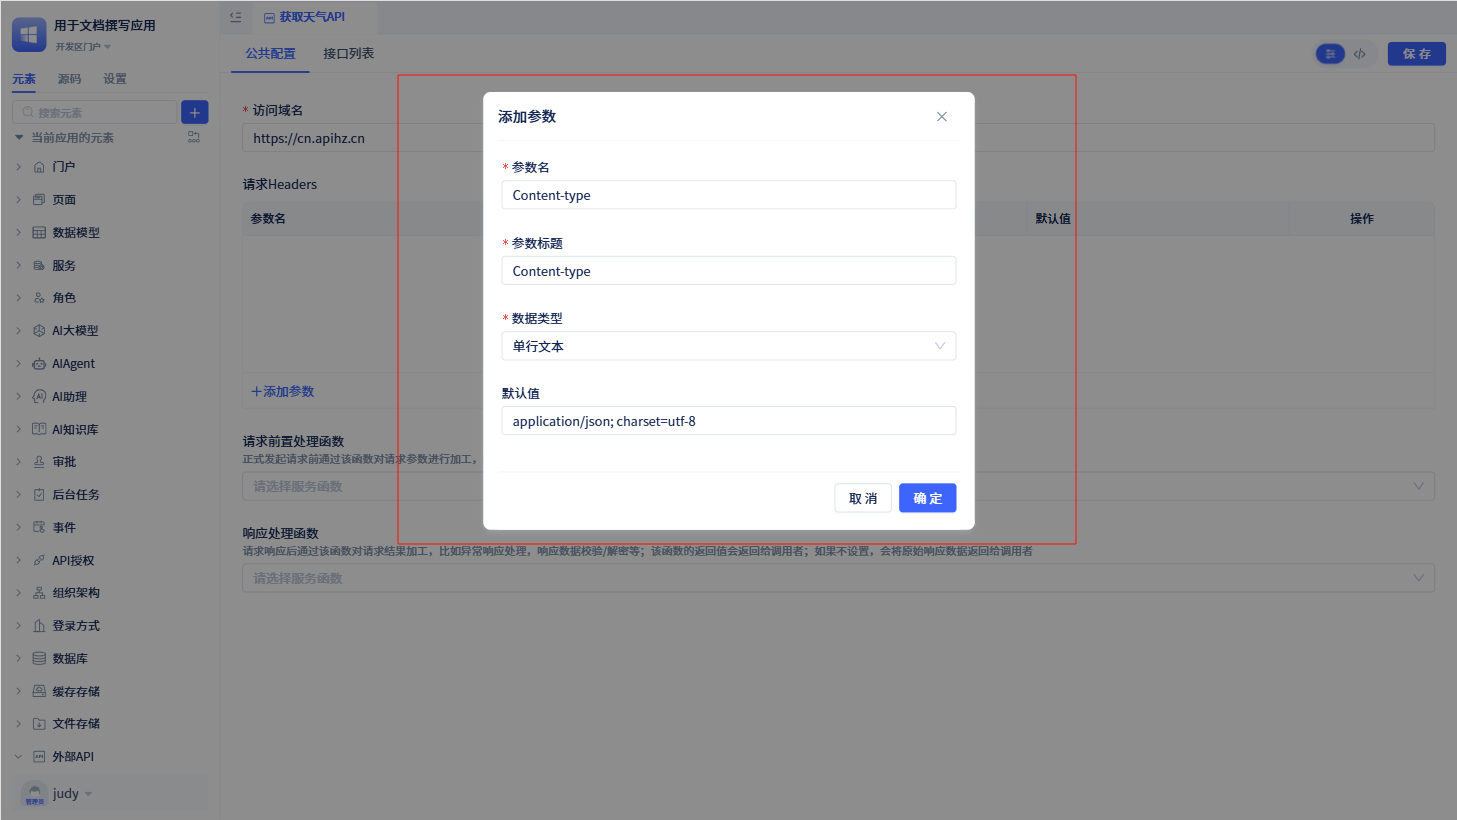 用于文档撰写应用
开发区门户
元素 源码 设置
搜索元素
当前应用的元素
门户
页面
数据模型
服务
角色
AI大模型
AIAgent
AI助理
AI知识库
审批
后台任务
事件
API授权
组织架构
登录方式
数据库
缓存存储
文件存储
外部API
管理员
judy
获取天气API
公共配置 接口列表
保 存
* 访问域名
https://cn.apihz.cn
请求Headers
参数名 默认值 操作
添加参数
请求前置处理函数
正式发起请求前通过该函数对请求参数进行加工，
请选择服务函数
响应处理函数
请求响应后通过该函数对请求结果加工，比如异常响应处理，响应数据校验/解密等；该函数的返回值会返回给调用者；如果不设置，会将原始响应数据返回给调用者
请选择服务函数
添加参数
* 参数名
Content-type
* 参数标题
Content-type
* 数据类型
单行文本
默认值
application/json; charset=utf-8
取 消 确 定